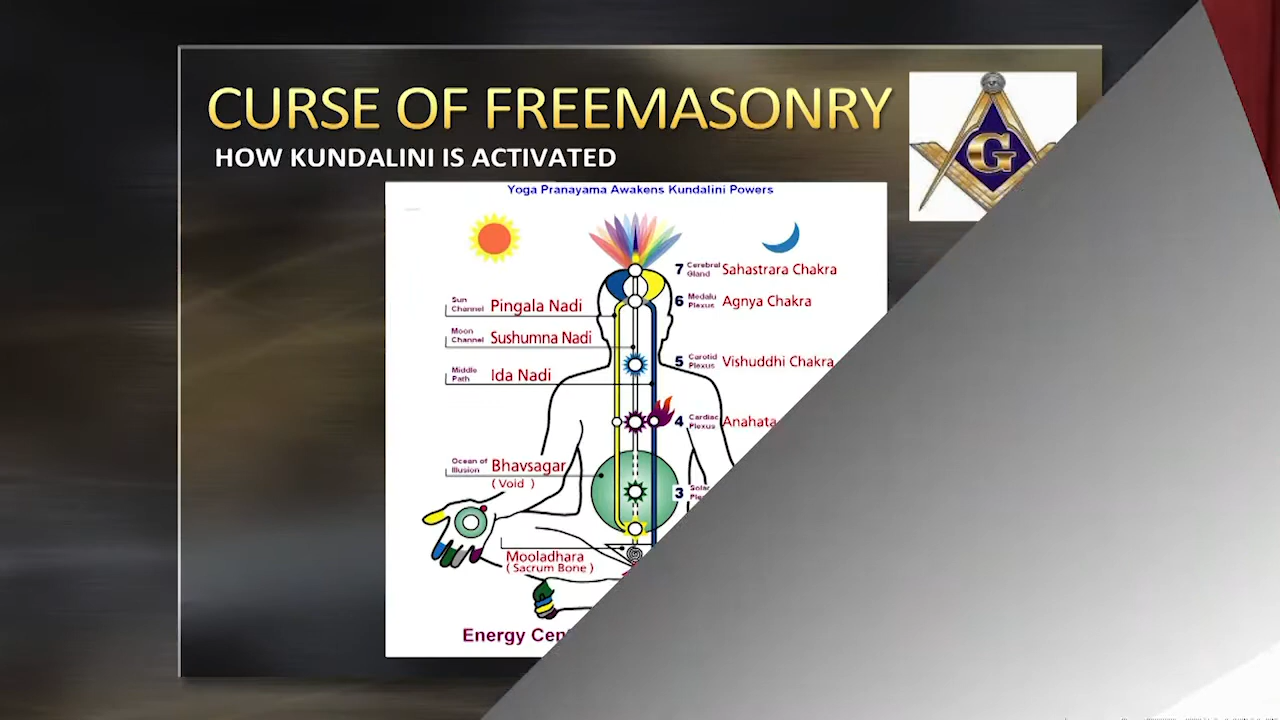 CURSE OF FREEMASONRY
G
HOW KUNDALINI IS ACTIVATED
Yoga Pranayama Awakens Kundalini Powers
7 Cerebral Gland Sahastrara Chakra
6 Medalu Plexus Agnya Chakra
Sun Channel Pingala Nadi
Moon Channel Sushumna Nadi
5 Carotid Plexus Vishuddhi Chakra
Middle Path Ida Nadi
4 Cardiac Plexus Anahata
Ocean of Illusion Bhavsagar
( Void )
3
Mooladhara
( Sacrum Bone )
Energy